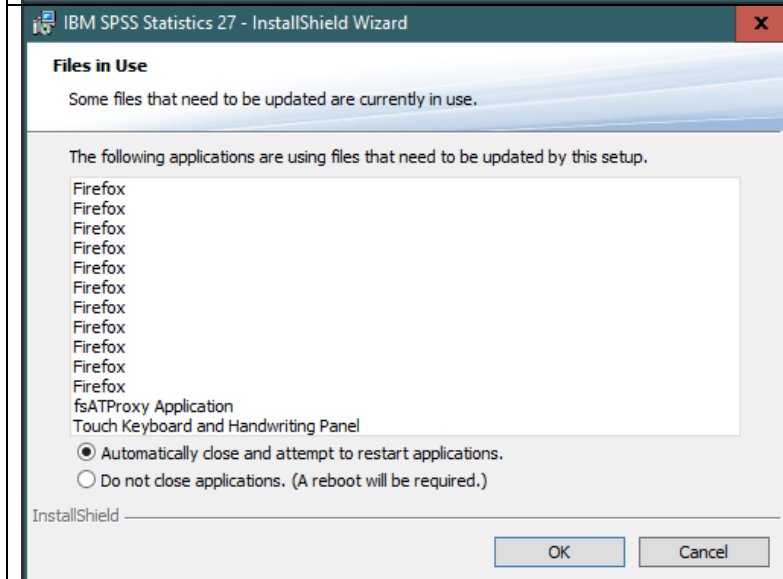 IBM SPSS Statistics 27 - InstallShield Wizard
x
Files in Use
Some files that need to be updated are currently in use.
The following applications are using files that need to be updated by this setup.
Firefox
Firefox
Firefox
Firefox
Firefox
Firefox
Firefox
Firefox
Firefox
Firefox
Firefox
fsATProxy Application
Touch Keyboard and Handwriting Panel
Automatically close and attempt to restart applications.
Do not close applications. (A reboot will be required.)
InstallShield
OK Cancel